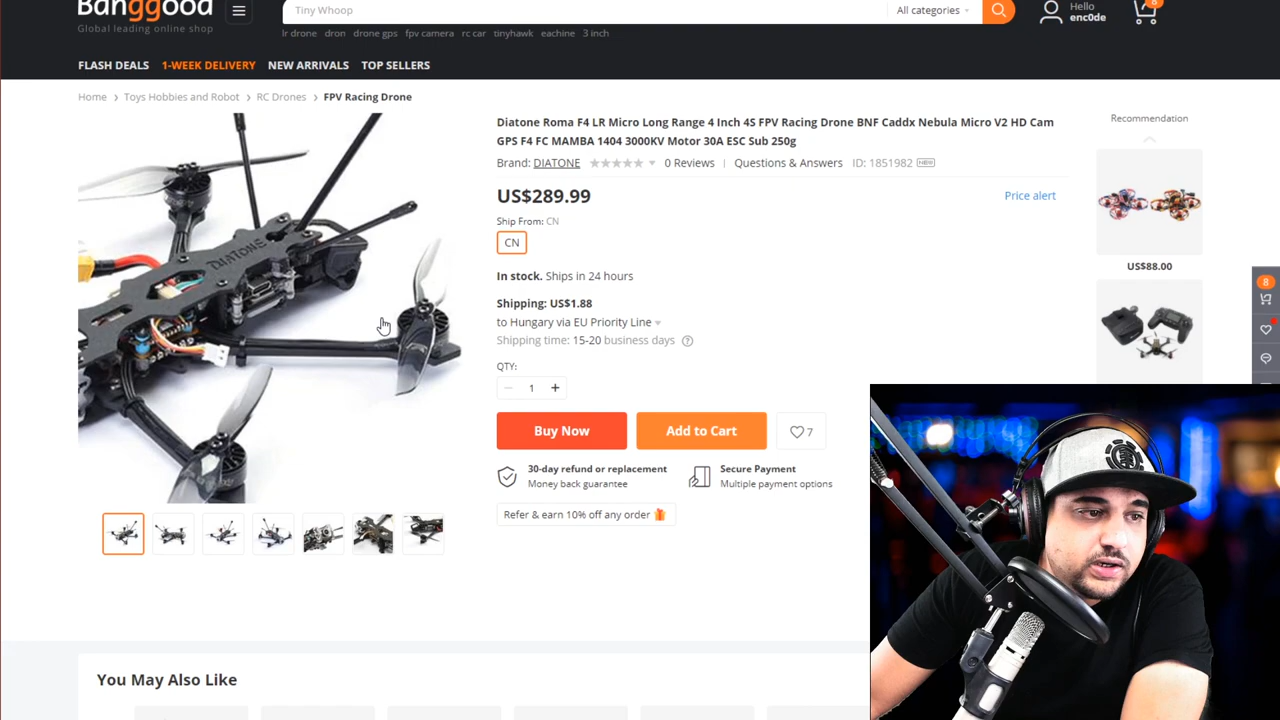 Banggood
Global leading online shop
Tiny Whoop
All categories
Hello
enc0de
lr drone dron drone gps fpv camera rc car tinyhawk eachine 3 inch
FLASH DEALS 1-WEEK DELIVERY NEW ARRIVALS TOP SELLERS
Home > Toys Hobbies and Robot > RC Drones > FPV Racing Drone
Diatone Roma F4 LR Micro Long Range 4 Inch 4S FPV Racing Drone BNF Caddx Nebula Micro V2 HD Cam
GPS F4 FC MAMBA 1404 3000KV Motor 30A ESC Sub 250g
Brand: DIATONE 0 Reviews Questions & Answers ID: 1851982 NEW
US$289.99
Price alert
Ship From: CN
CN
In stock. Ships in 24 hours
Shipping: US$1.88
to Hungary via EU Priority Line
Shipping time: 15-20 business days ?
QTY:
− 1 +
Buy Now Add to Cart 7
30-day refund or replacement
Money back guarantee
Secure Payment
Multiple payment options
Refer & earn 10% off any order
DIATONE
Recommendation
US$88.00
8
You May Also Like